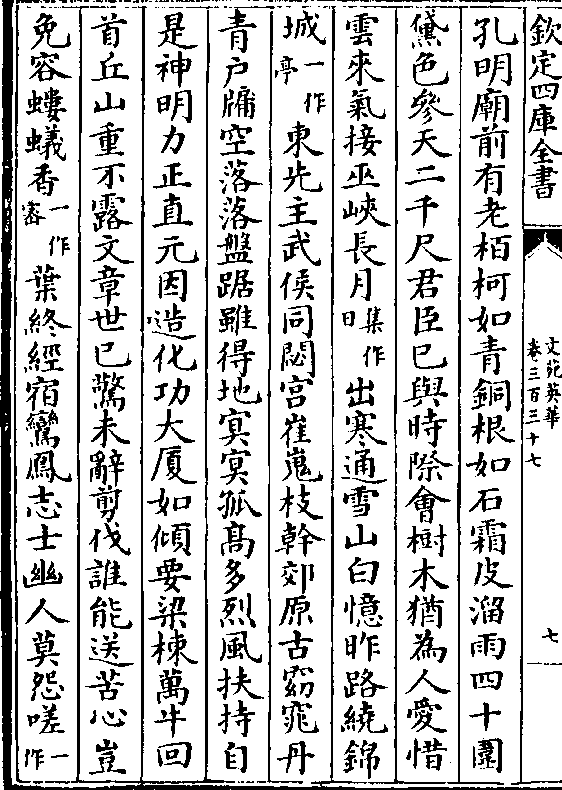 欽定四庫全書
文苑英華
卷三百三十七
七
孔明廟前有老栢柯如青銅根如石霜皮溜雨四十圍
黛色參天二千尺君臣已與時際會樹木猶為人愛惜
雲來氣接巫峽長月集作日出寒通雪山白憶昨路繞錦
城一作亭東先主武侯同閟宫崔嵬枝幹郊原古窈窕丹
青户牖空落落盤踞雖得地冥冥孤髙多烈風扶持自
是神明力正直元因造化功大厦如傾要梁棟萬牛回
首丘山重不露文章世已驚未辭剪伐誰能送苦心豈
免容螻蟻香一作葉終經宿鸞鳳志士幽人莫怨嗟一作